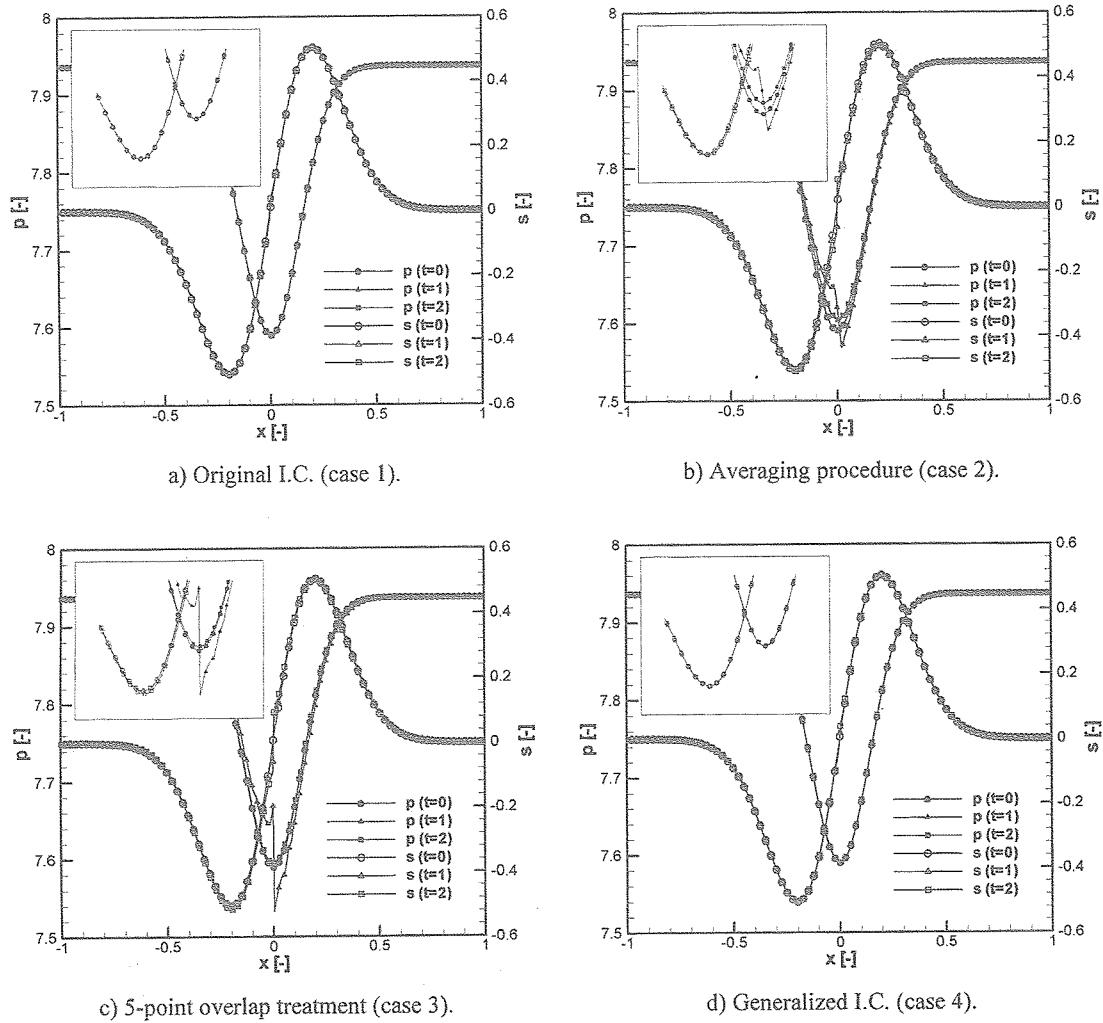 8
7.9
7.8
7.7
7.6
7.5
p [-]
0.6
0.4
0.2
0
-0.2
-0.4
-0.6
s [-]
p (t=0)
p (t=1)
p (t=2)
s (t=0)
s (t=1)
s (t=2)
-1
-0.5
0
0.5
1
x [-]
a) Original I.C. (case 1).
8
7.9
7.8
7.7
7.6
7.5
p [-]
0.6
0.4
0.2
0
-0.2
-0.4
-0.6
s [-]
p (t=0)
p (t=1)
p (t=2)
s (t=0)
s (t=1)
s (t=2)
-1
-0.5
0
0.5
1
x [-]
b) Averaging procedure (case 2).
8
7.9
7.8
7.7
7.6
7.5
p [-]
0.6
0.4
0.2
0
-0.2
-0.4
-0.6
s [-]
p (t=0)
p (t=1)
p (t=2)
s (t=0)
s (t=1)
s (t=2)
-1
-0.5
0
0.5
1
x [-]
c) 5-point overlap treatment (case 3).
8
7.9
7.8
7.7
7.6
7.5
p [-]
0.6
0.4
0.2
0
-0.2
-0.4
-0.6
s [-]
p (t=0)
p (t=1)
p (t=2)
s (t=0)
s (t=1)
s (t=2)
-1
-0.5
0
0.5
1
x [-]
d) Generalized I.C. (case 4).